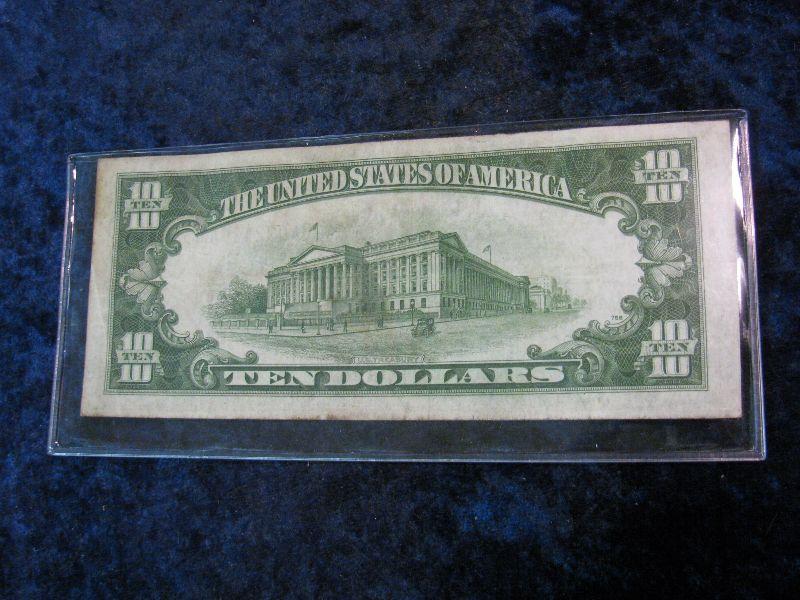 10 TEN 10
THE UNITED STATES OF AMERICA
10 TEN 10
10 TEN 10
U.S. TREASURY
10 TEN 10
TEN DOLLARS